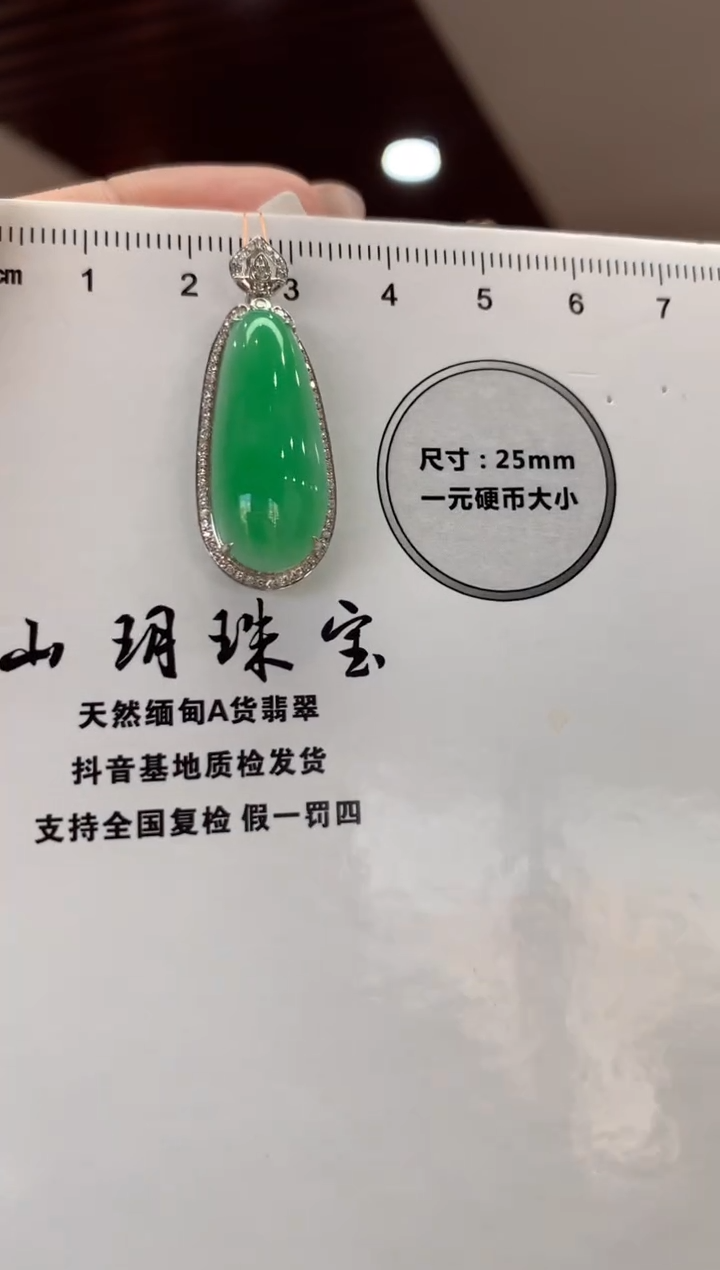 cm 1 2 3 4 5 6 7
尺寸：25mm
一元硬币大小
山玥珠宝
天然缅甸A货翡翠
抖音基地质检发货
支持全国复检 假一罚四